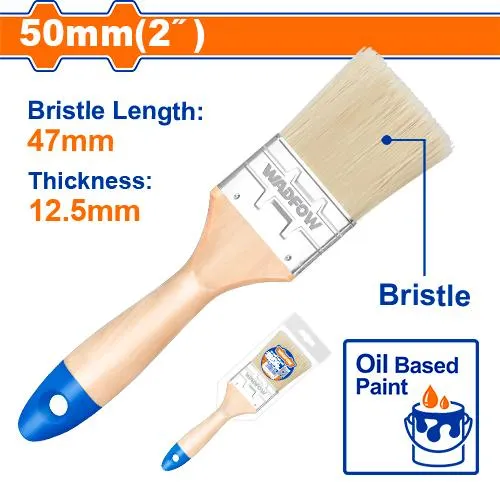 50mm(2″)
Bristle Length:
47mm
Thickness:
12.5mm
WADFOW
Bristle
Oil Based
Paint